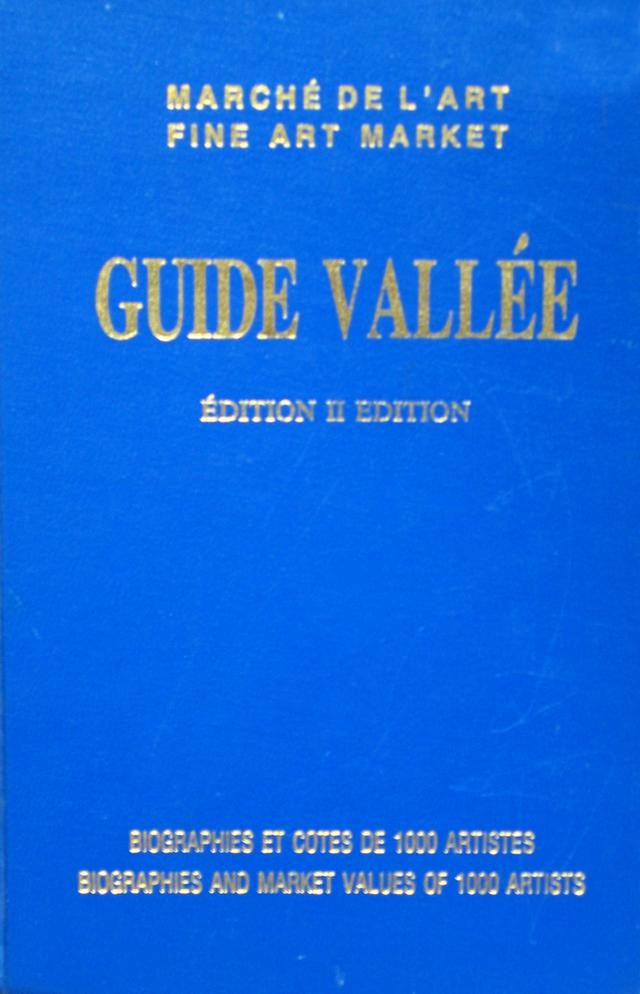 MARCHÉ DE L'ART
FINE ART MARKET
GUIDE VALLÉE
ÉDITION II EDITION
BIOGRAPHIES ET COTES DE 1000 ARTISTES
BIOGRAPHIES AND MARKET VALUES OF 1000 ARTISTS